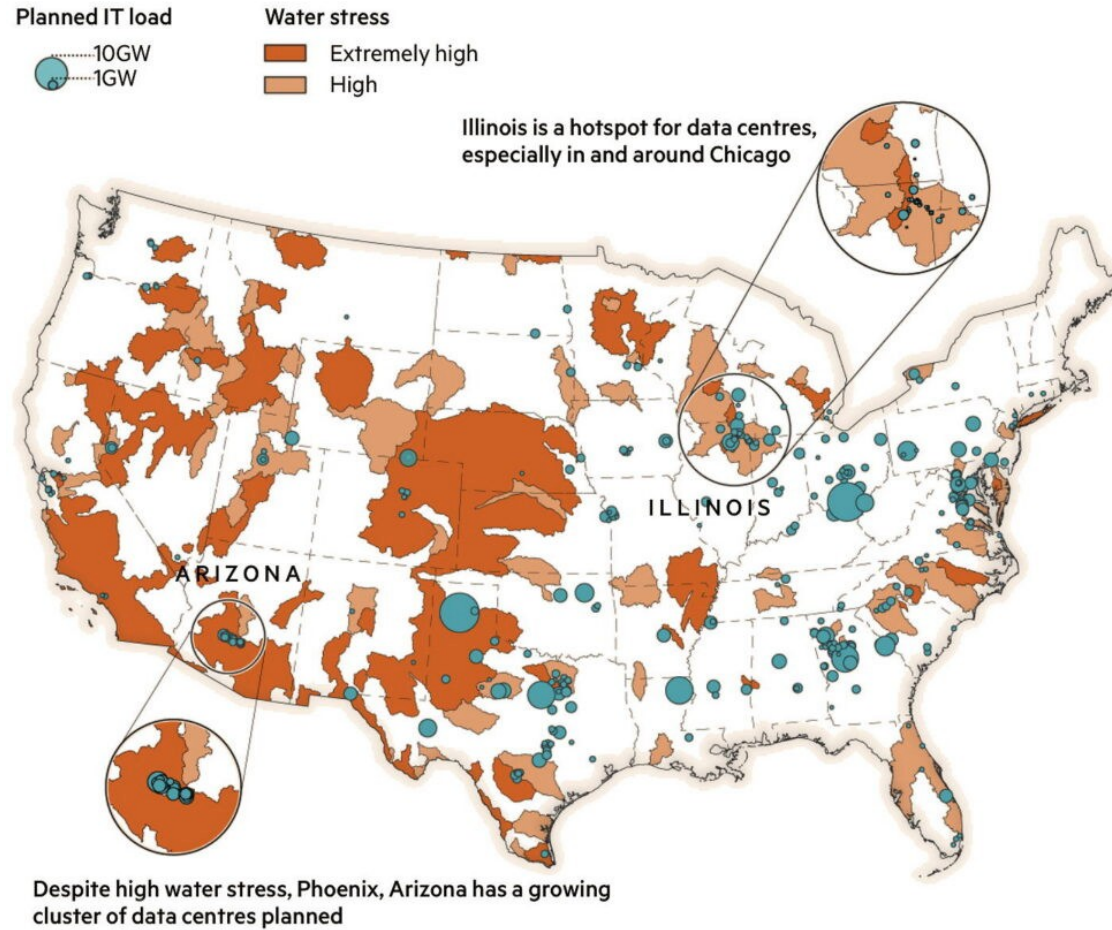 Planned IT load
10GW
1GW
Water stress
Extremely high
High
Illinois is a hotspot for data centres,
especially in and around Chicago
ILLINOIS
ARIZONA
Despite high water stress, Phoenix, Arizona has a growing
cluster of data centres planned